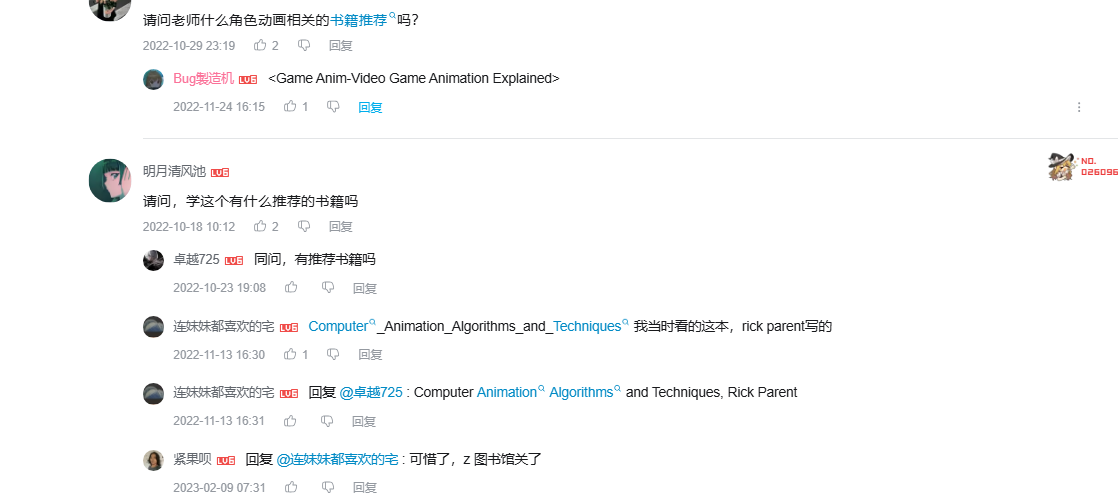 请问老师什么角色动画相关的书籍推荐吗?
2022-10-29 23:19 2 回复
Bug製造机 LV6 <Game Anim-Video Game Animation Explained>
2022-11-24 16:15 1 回复
明月清风池 LV6
NO.
026096
请问，学这个有什么推荐的书籍吗
2022-10-18 10:12 2 回复
卓越725 LV6 同问，有推荐书籍吗
2022-10-23 19:08 回复
连妹妹都喜欢的宅 LV6 Computer_Animation_Algorithms_and_Techniques 我当时看的这本，rick parent写的
2022-11-13 16:30 1 回复
连妹妹都喜欢的宅 LV6 回复 @卓越725 : Computer Animation Algorithms and Techniques, Rick Parent
2022-11-13 16:31 回复
紧果呗 LV6 回复 @连妹妹都喜欢的宅 : 可惜了，z 图书馆关了
2023-02-09 07:31 回复